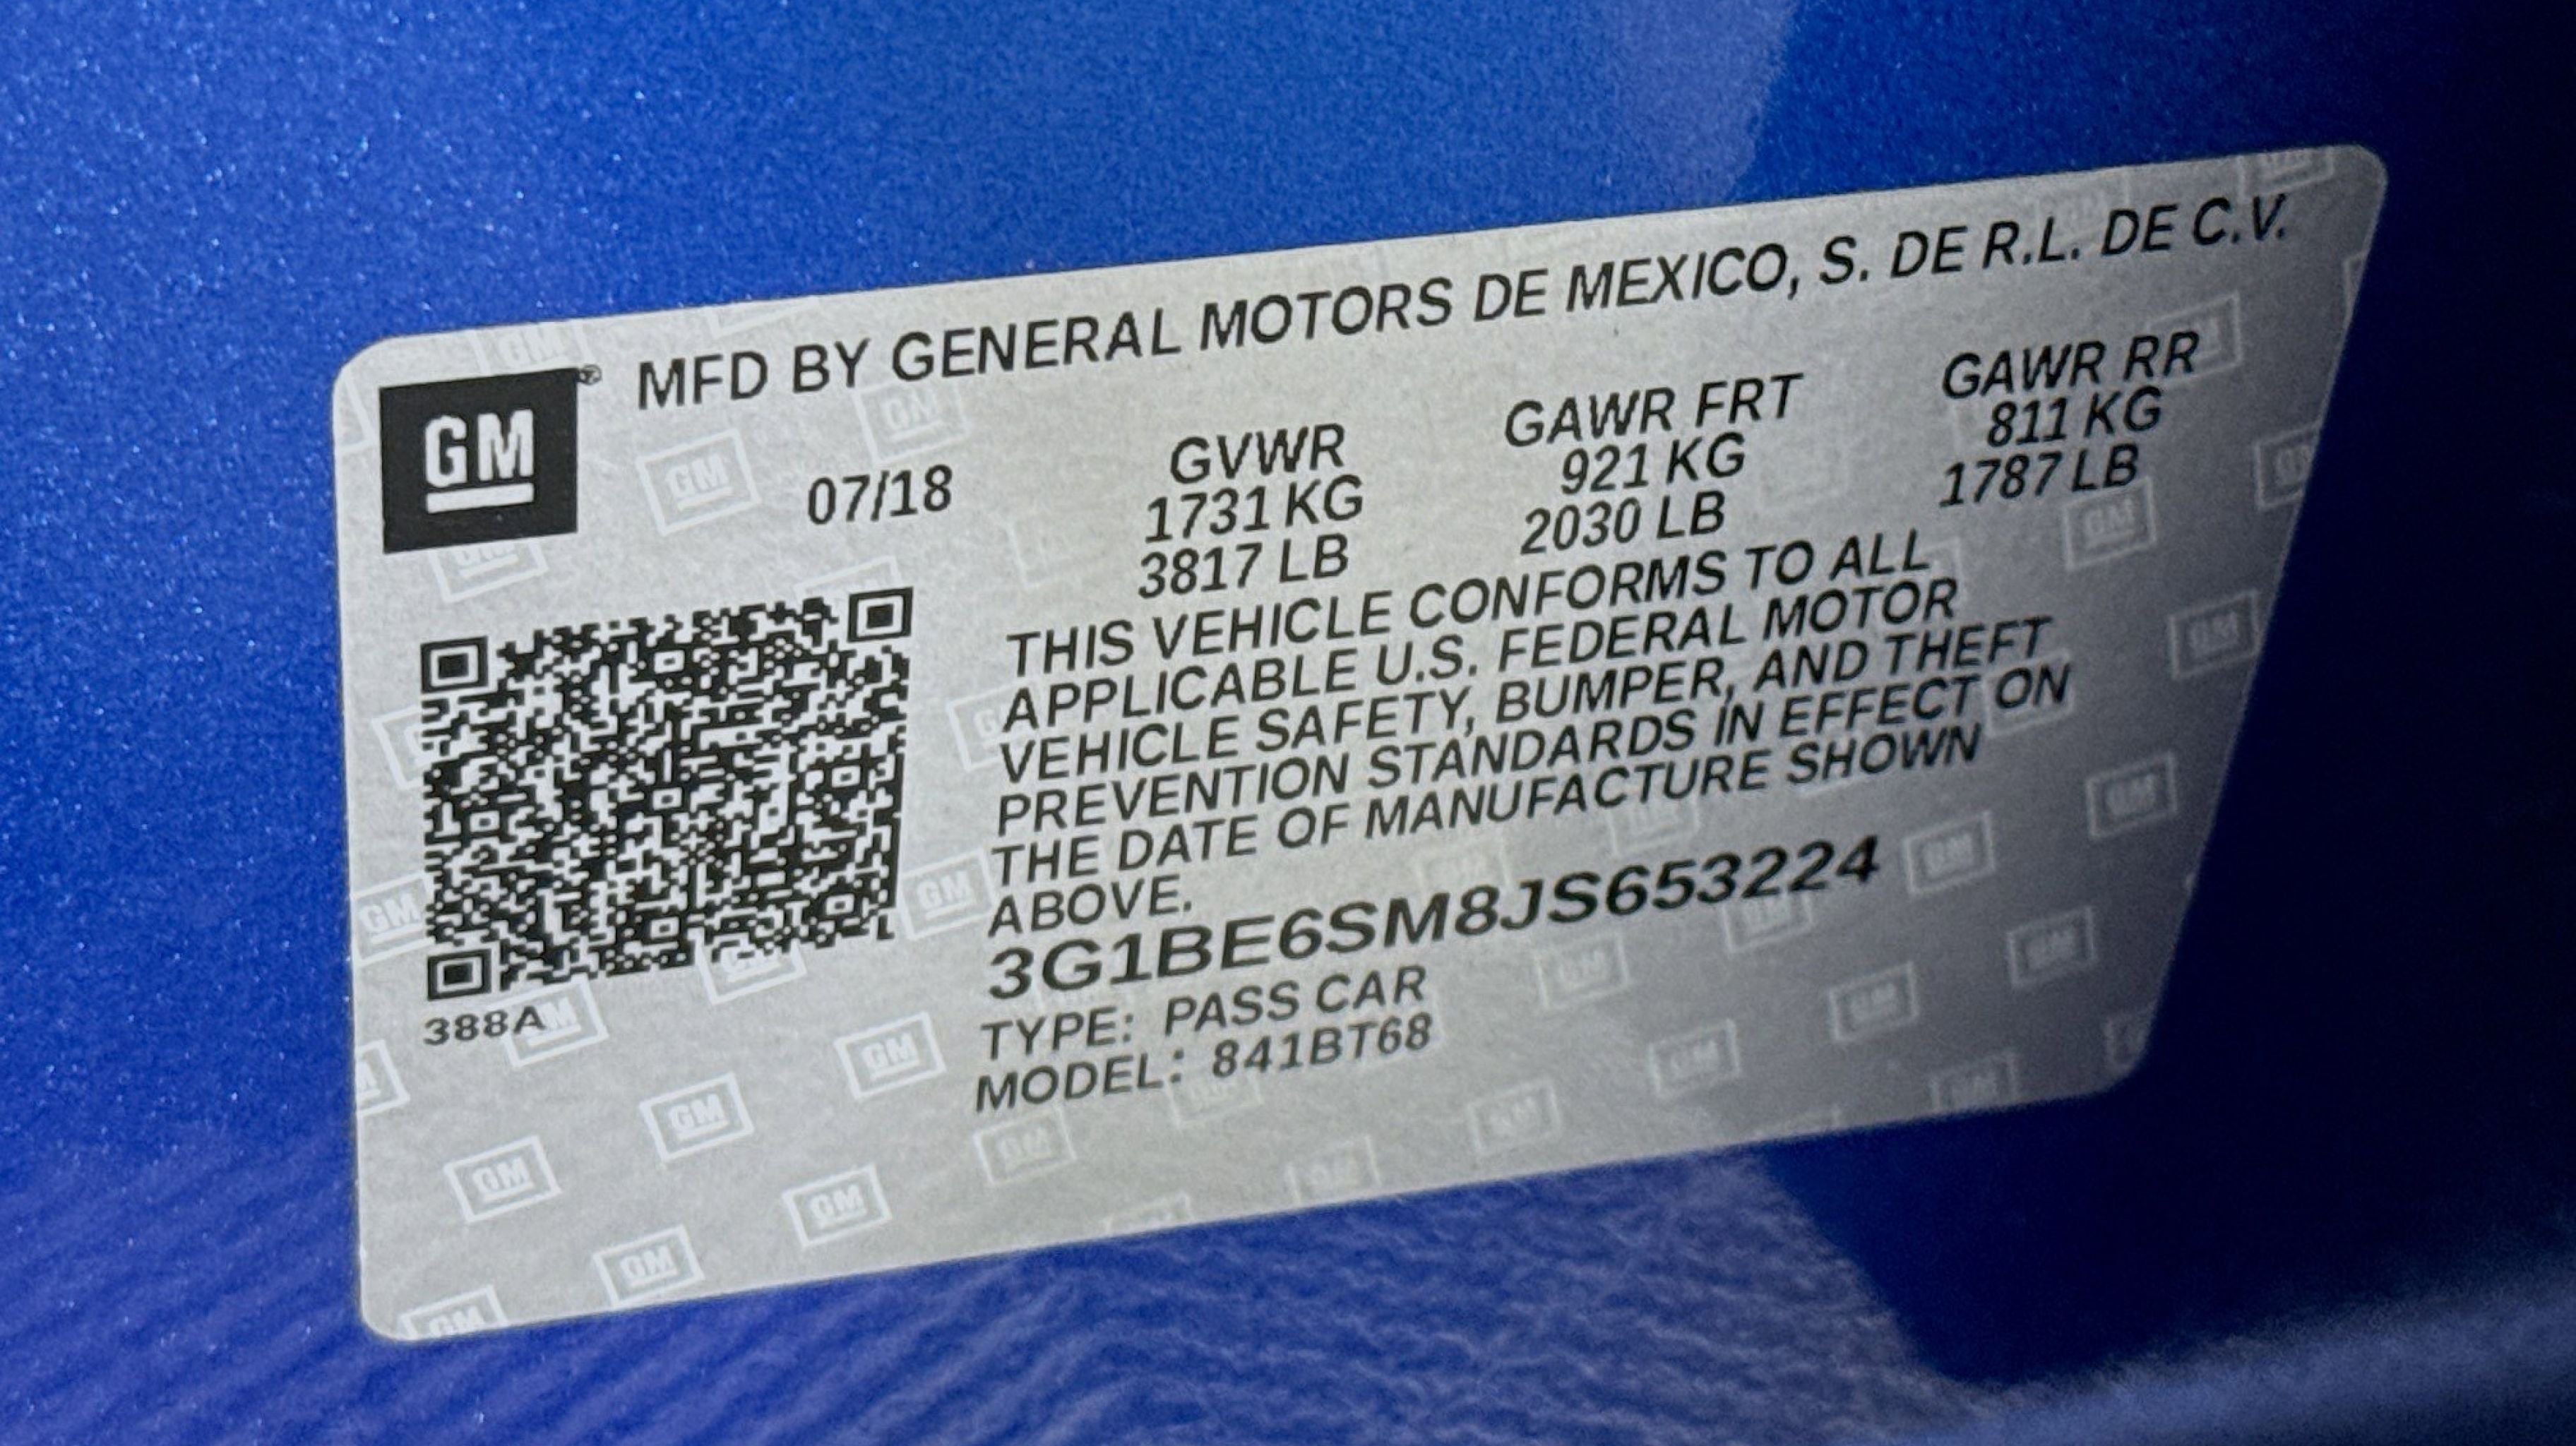 GM® MFD BY GENERAL MOTORS DE MEXICO, S. DE R.L. DE C.V.
07/18
GVWR GAWR FRT GAWR RR
1731 KG 921 KG 811 KG
3817 LB 2030 LB 1787 LB
THIS VEHICLE CONFORMS TO ALL
APPLICABLE U.S. FEDERAL MOTOR
VEHICLE SAFETY, BUMPER, AND THEFT
PREVENTION STANDARDS IN EFFECT ON
THE DATE OF MANUFACTURE SHOWN
ABOVE.
3G1BE6SM8JS653224
TYPE: PASS CAR
MODEL: 841BT68
388A